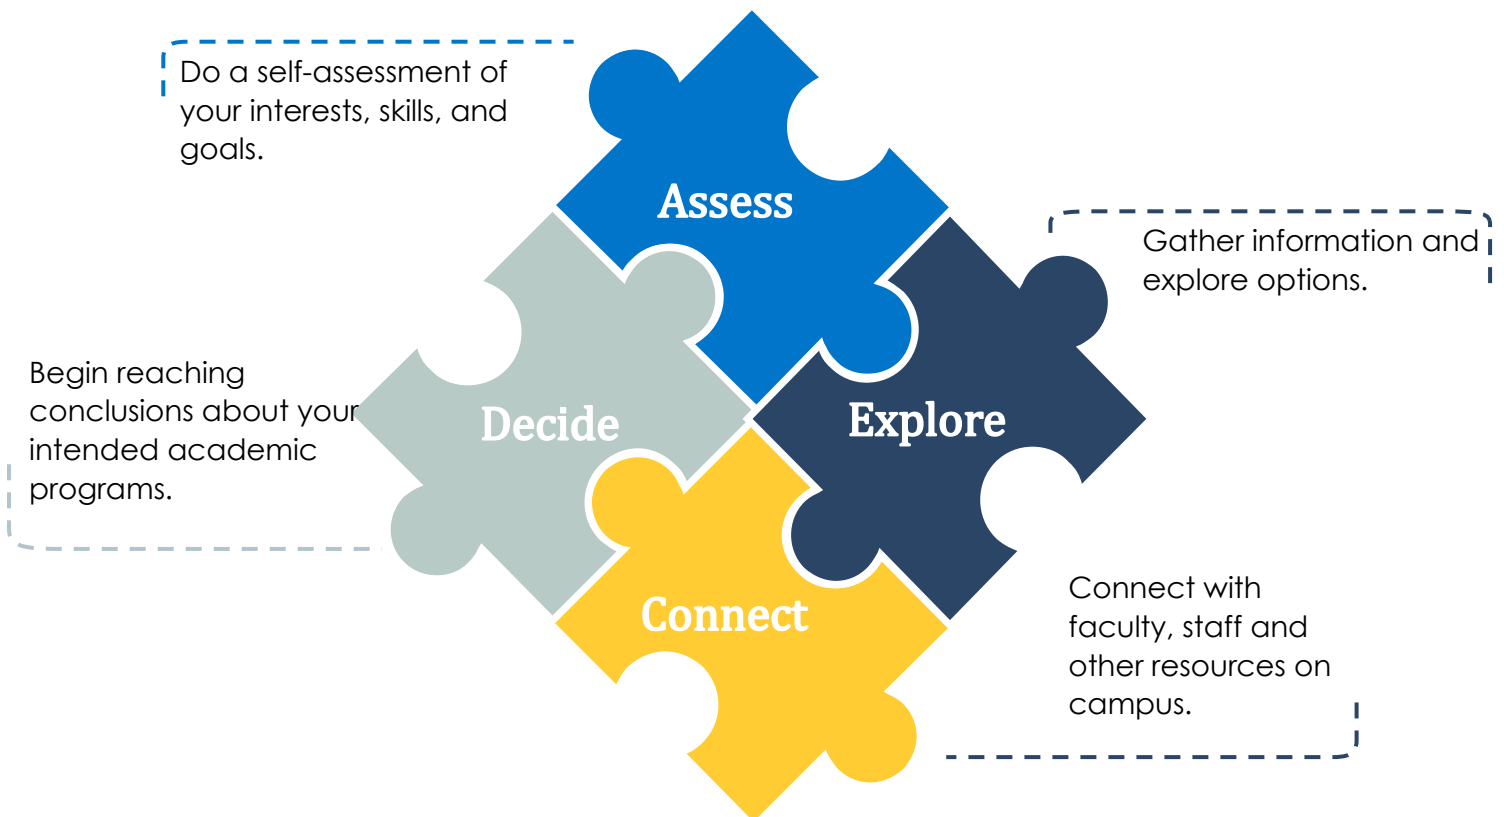 Do a self-assessment of
your interests, skills, and
goals.
Assess
Gather information and
explore options.
Begin reaching
conclusions about your
intended academic
programs.
Decide
Explore
Connect
Connect with
faculty, staff and
other resources on
campus.